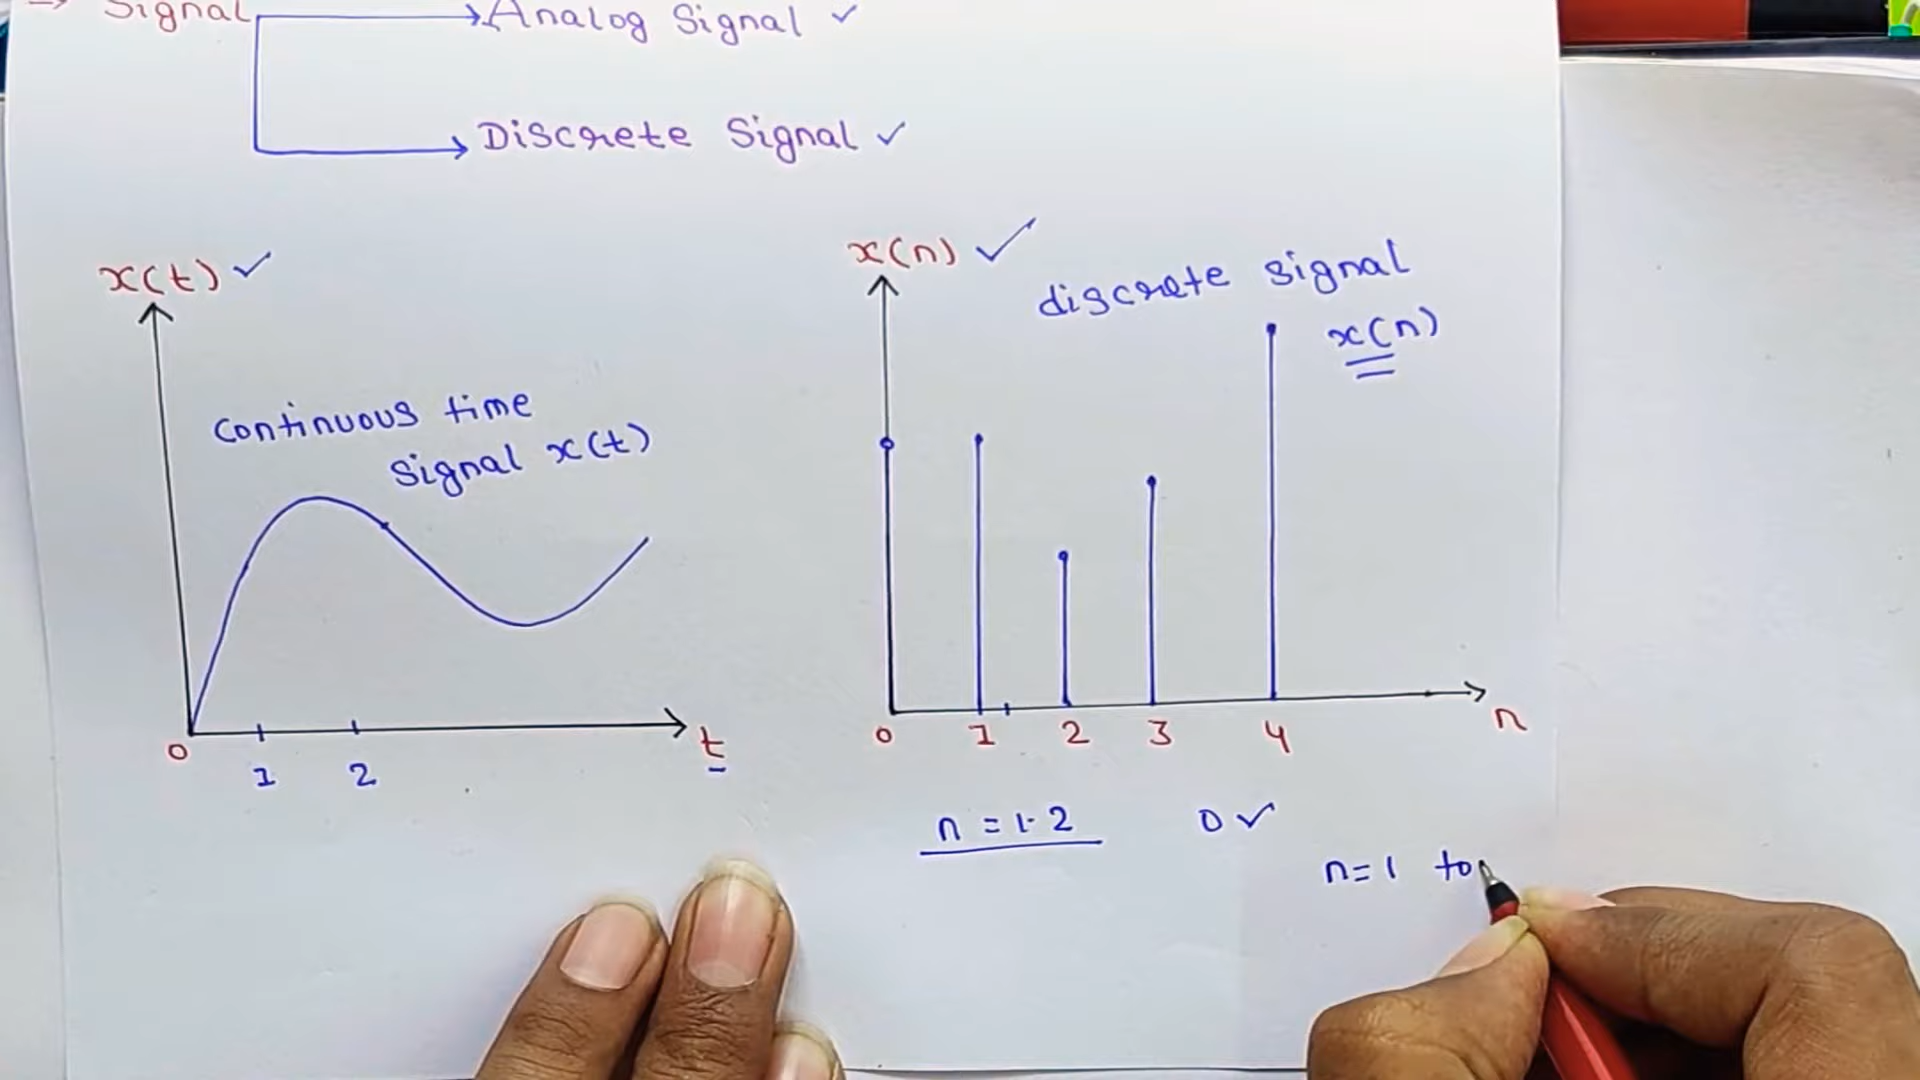 → Signal
→ Analog Signal ✓
→ Discrete Signal ✓
x(t) ✓
continuous time
signal x(t)
0 1 2 t
x(n) ✓
discrete signal
x(n)
0 1 2 3 4 n
n = 1.2 0 ✓
n=1 to